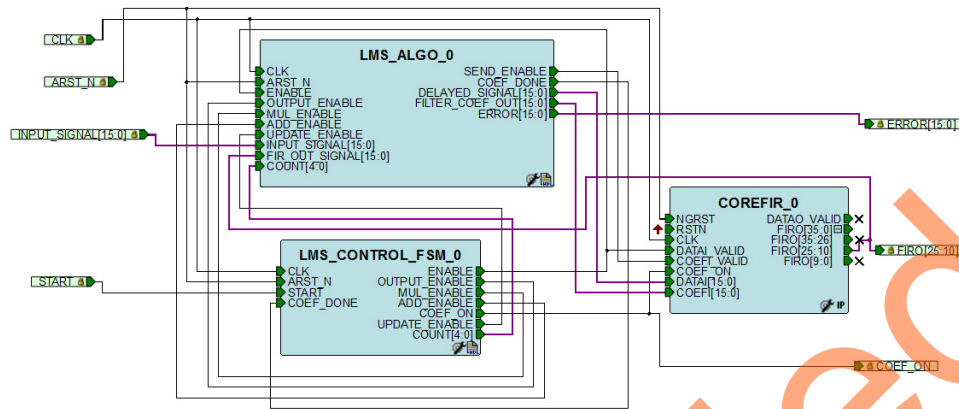 CLK
ARST_N
INPUT_SIGNAL[15:0]
START
LMS_ALGO_0
CLK
ARST_N
ENABLE
OUTPUT_ENABLE
MUL_ENABLE
ADD_ENABLE
UPDATE_ENABLE
INPUT_SIGNAL[15:0]
FIR_OUT_SIGNAL[15:0]
COUNT[4:0]
SEND_ENABLE
COEF_DONE
DELAYED_SIGNAL[15:0]
FILTER_COEF_OUT[15:0]
ERROR[15:0]
LMS_CONTROL_FSM_0
CLK
ARST_N
START
COEF_DONE
ENABLE
OUTPUT_ENABLE
MUL_ENABLE
ADD_ENABLE
COEF_ON
UPDATE_ENABLE
COUNT[4:0]
COREFIR_0
NGRST
RSTN
CLK
DATAI_VALID
COEFI_VALID
COEF_ON
DATAI[15:0]
COEFI[15:0]
DATAO_VALID
FIRO[35:0]
FIRO[35:26]
FIRO[25:10]
FIRO[9:0]
IP
ERROR[15:0]
FIRO[25:10]
COEF_ON